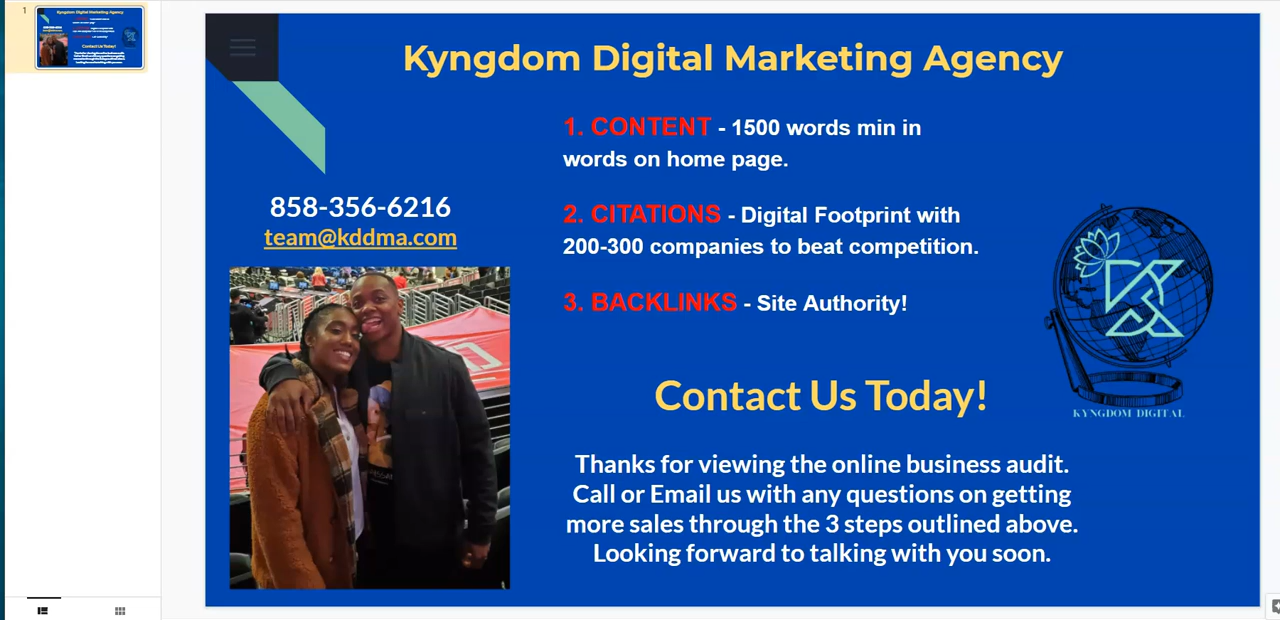 1
Kyngdom Digital Marketing Agency
1. CONTENT - 1500 words min in
words on home page.
858-356-6216
team@kddma.com
2. CITATIONS - Digital Footprint with
200-300 companies to beat competition.
3. BACKLINKS - Site Authority!
KYNGDOM DIGITAL
Contact Us Today!
Thanks for viewing the online business audit.
Call or Email us with any questions on getting
more sales through the 3 steps outlined above.
Looking forward to talking with you soon.